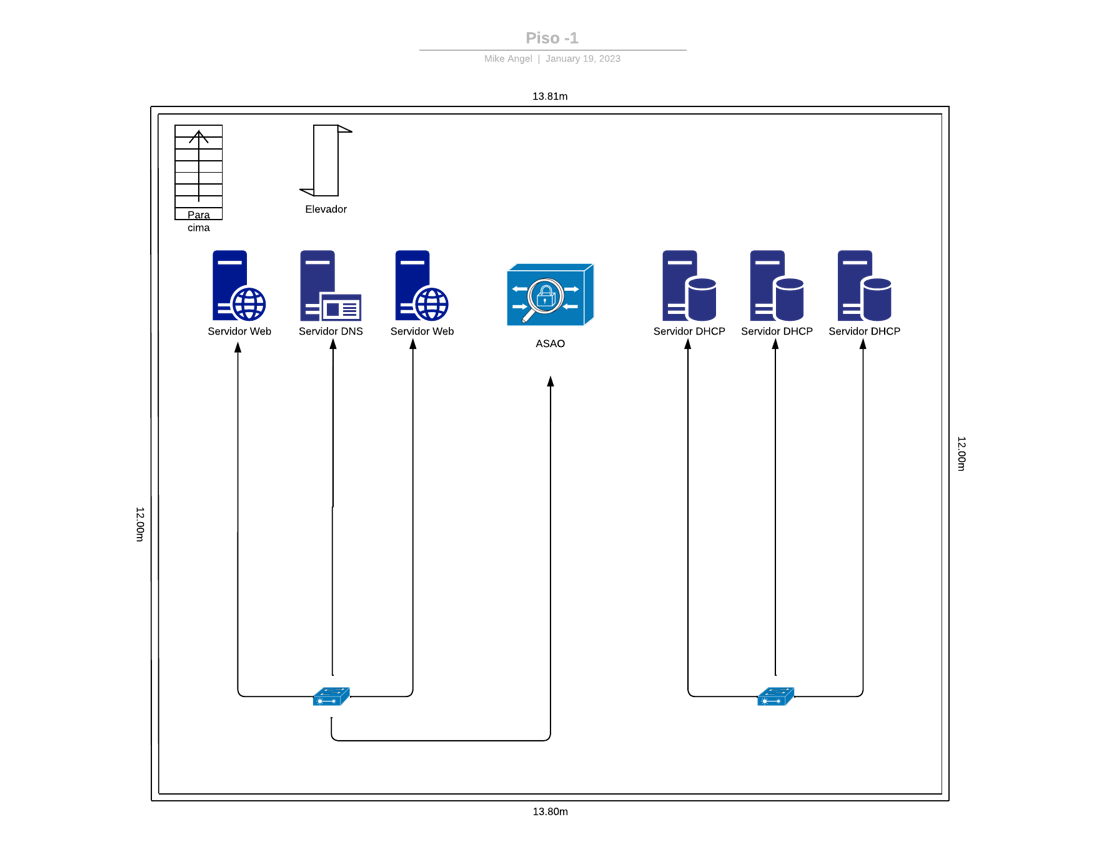 Piso -1
Mike Angel | January 19, 2023
13.81m
Para
cima
Elevador
Servidor Web
Servidor DNS
Servidor Web
ASAO
Servidor DHCP
Servidor DHCP
Servidor DHCP
12.00m
12.00m
13.80m